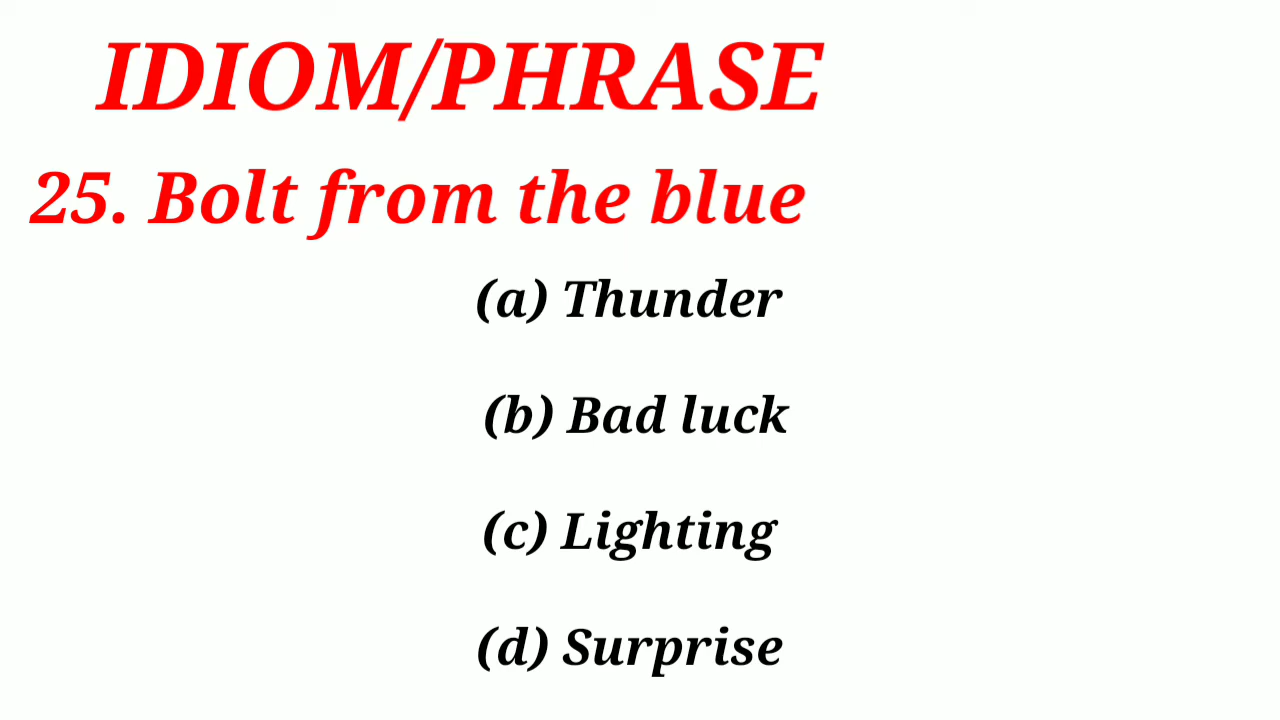 IDIOM/PHRASE
25. Bolt from the blue
(a) Thunder
(b) Bad luck
(c) Lighting
(d) Surprise